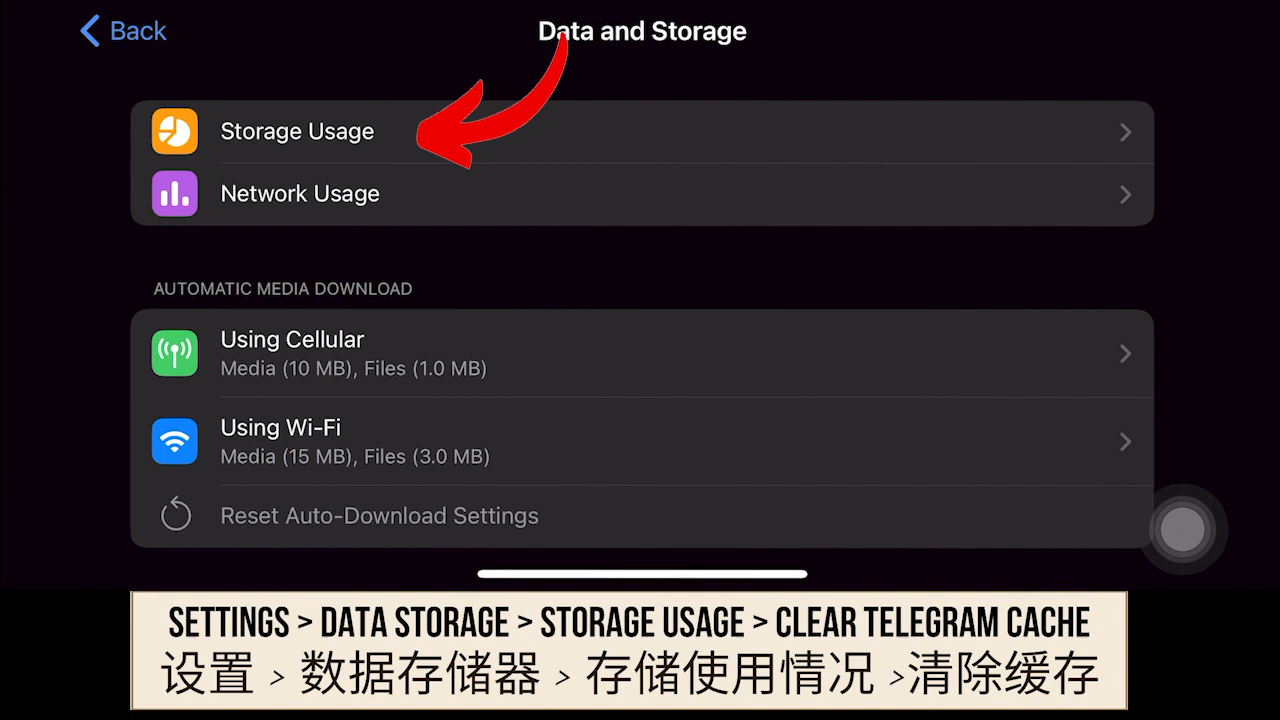 Back
Data and Storage
Storage Usage
Network Usage
AUTOMATIC MEDIA DOWNLOAD
Using Cellular
Media (10 MB), Files (1.0 MB)
Using Wi-Fi
Media (15 MB), Files (3.0 MB)
Reset Auto-Download Settings
SETTINGS > DATA STORAGE > STORAGE USAGE > CLEAR TELEGRAM CACHE
设置 > 数据存储器 > 存储使用情况 >清除缓存